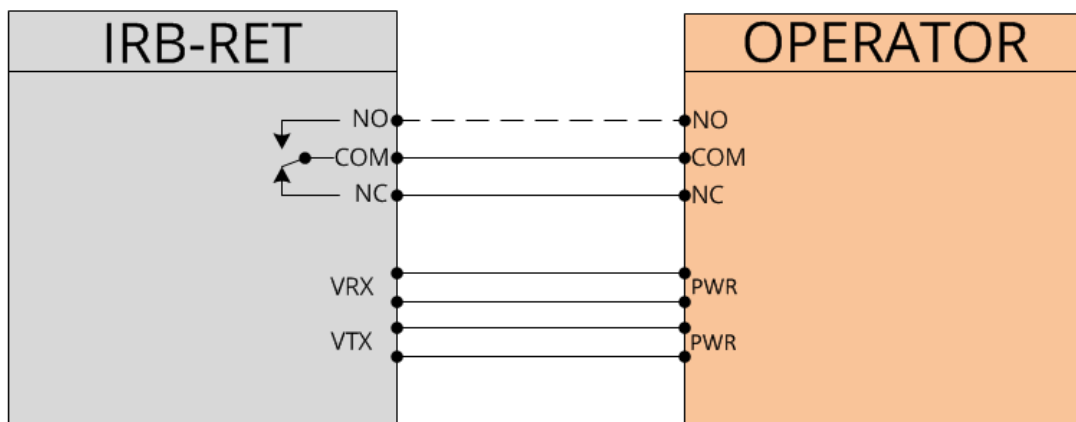 IRB-RET
OPERATOR
NO
NO
COM
COM
NC
NC
VRX
PWR
VTX
PWR